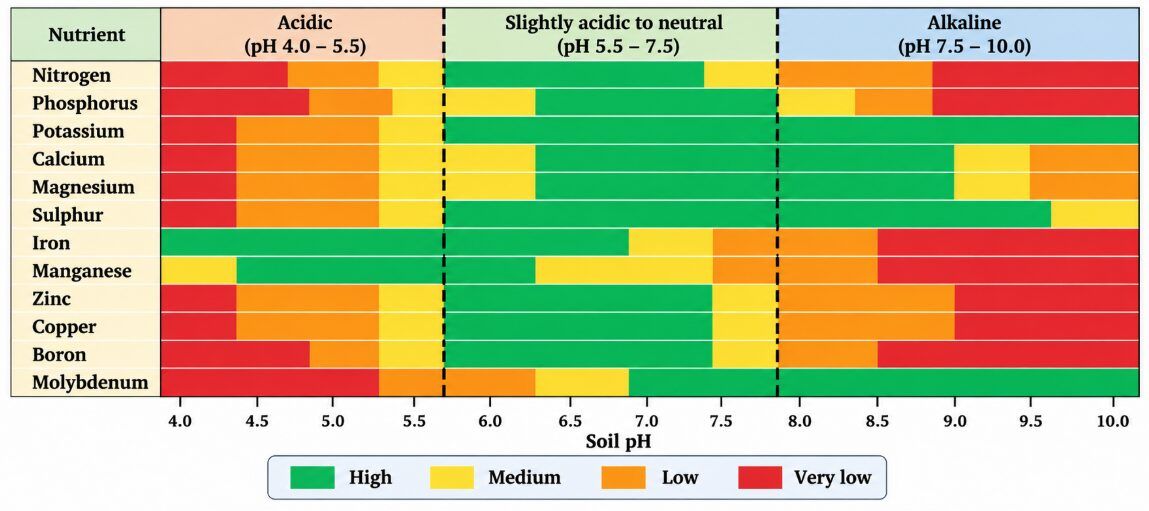 Nutrient
Acidic
(pH 4.0 – 5.5)
Slightly acidic to neutral
(pH 5.5 – 7.5)
Alkaline
(pH 7.5 – 10.0)
Nitrogen
Phosphorus
Potassium
Calcium
Magnesium
Sulphur
Iron
Manganese
Zinc
Copper
Boron
Molybdenum
4.0 4.5 5.0 5.5 6.0 6.5 7.0 7.5 8.0 8.5 9.0 9.5 10.0
Soil pH
High Medium Low Very low